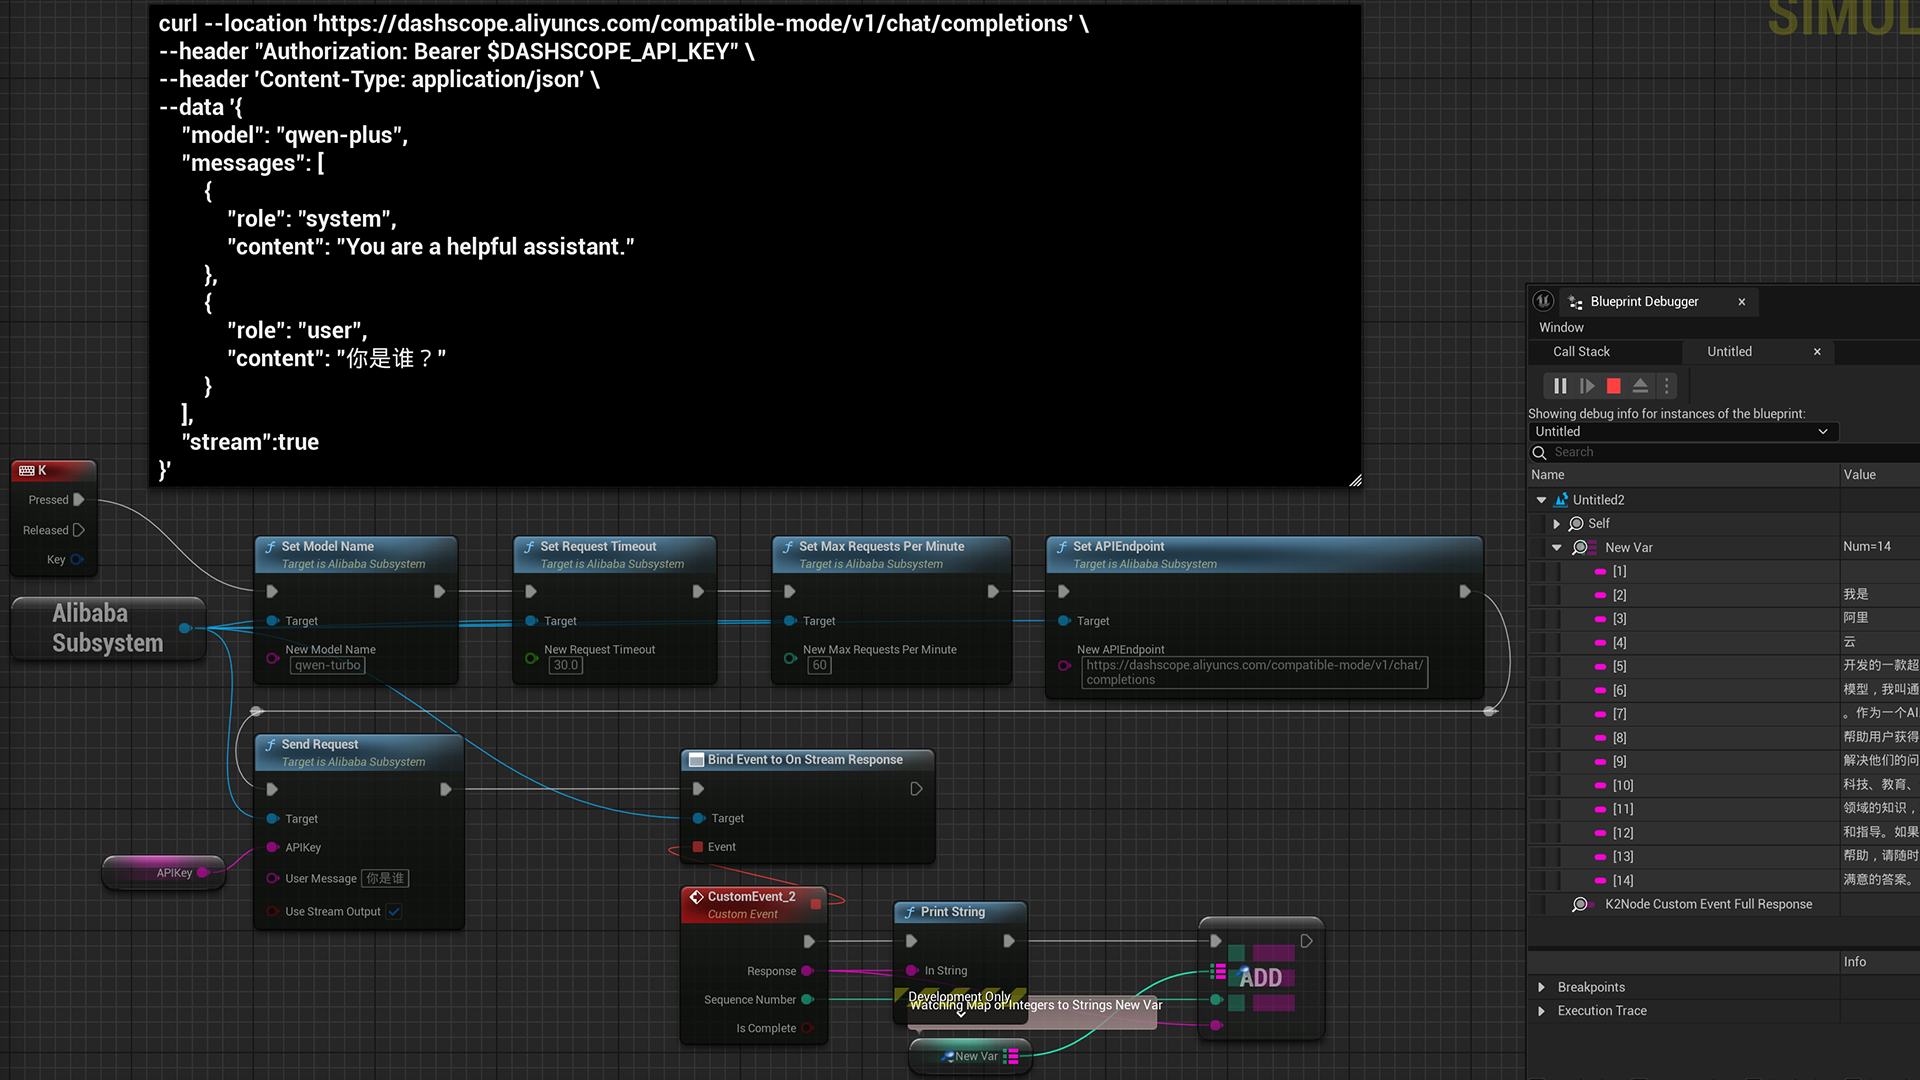 SIMUL
curl --location 'https://dashscope.aliyuncs.com/compatible-mode/v1/chat/completions' \
--header "Authorization: Bearer $DASHSCOPE_API_KEY" \
--header 'Content-Type: application/json' \
--data '{
"model": "qwen-plus",
"messages": [
{
"role": "system",
"content": "You are a helpful assistant."
},
{
"role": "user",
"content": "你是谁？"
}
],
"stream":true
}'
K
Pressed
Released
Key
Alibaba
Subsystem
Set Model Name
Target is Alibaba Subsystem
Target
New Model Name
qwen-turbo
Set Request Timeout
Target is Alibaba Subsystem
Target
New Request Timeout
30.0
Set Max Requests Per Minute
Target is Alibaba Subsystem
Target
New Max Requests Per Minute
60
Set APIEndpoint
Target is Alibaba Subsystem
Target
New APIEndpoint
https://dashscope.aliyuncs.com/compatible-mode/v1/chat/
completions
Send Request
Target is Alibaba Subsystem
Target
APIKey
User Message 你是谁
Use Stream Output
APIKey
Bind Event to On Stream Response
Target
Event
CustomEvent_2
Custom Event
Response
Sequence Number
Is Complete
Print String
In String
Development Only
Watching Map of Integers to Strings New Var
New Var
ADD
Blueprint Debugger
Window
Call Stack
Untitled
Showing debug info for instances of the blueprint:
Untitled
Search
Name Value
Untitled2
Self
New Var Num=14
[1]
[2] 我是
[3] 阿里
[4] 云
[5] 开发的一款超
[6] 模型，我叫通
[7] 。作为一个AI
[8] 帮助用户获得
[9] 解决他们的问
[10] 科技、教育、
[11] 领域的知识，
[12] 和指导。如果
[13] 帮助，请随时
[14] 满意的答案。
K2Node Custom Event Full Response
Info
Breakpoints
Execution Trace